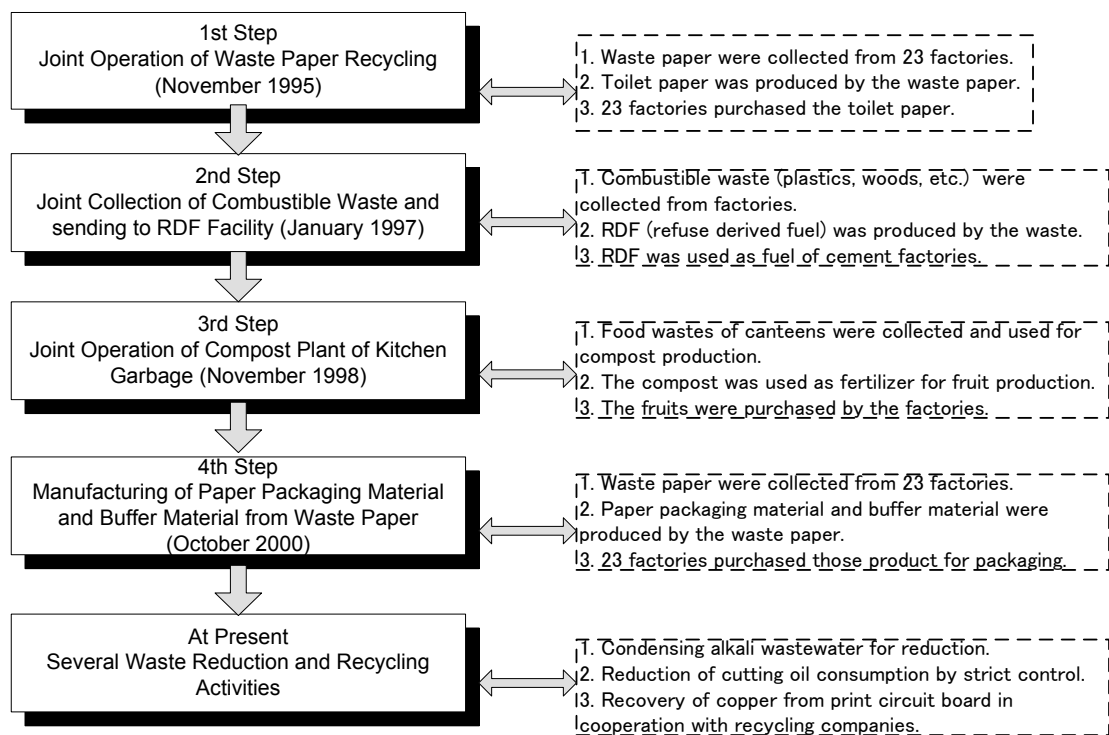 1st Step
Joint Operation of Waste Paper Recycling
(November 1995)
1. Waste paper were collected from 23 factories.
2. Toilet paper was produced by the waste paper.
3. 23 factories purchased the toilet paper.
2nd Step
Joint Collection of Combustible Waste and
sending to RDF Facility (January 1997)
1. Combustible waste (plastics, woods, etc.) were
collected from factories.
2. RDF (refuse derived fuel) was produced by the waste.
3. RDF was used as fuel of cement factories.
3rd Step
Joint Operation of Compost Plant of Kitchen
Garbage (November 1998)
1. Food wastes of canteens were collected and used for
compost production.
2. The compost was used as fertilizer for fruit production.
3. The fruits were purchased by the factories.
4th Step
Manufacturing of Paper Packaging Material
and Buffer Material from Waste Paper
(October 2000)
1. Waste paper were collected from 23 factories.
2. Paper packaging material and buffer material were
produced by the waste paper.
3. 23 factories purchased those product for packaging.
At Present
Several Waste Reduction and Recycling
Activities
1. Condensing alkali wastewater for reduction.
2. Reduction of cutting oil consumption by strict control.
3. Recovery of copper from print circuit board in
cooperation with recycling companies.